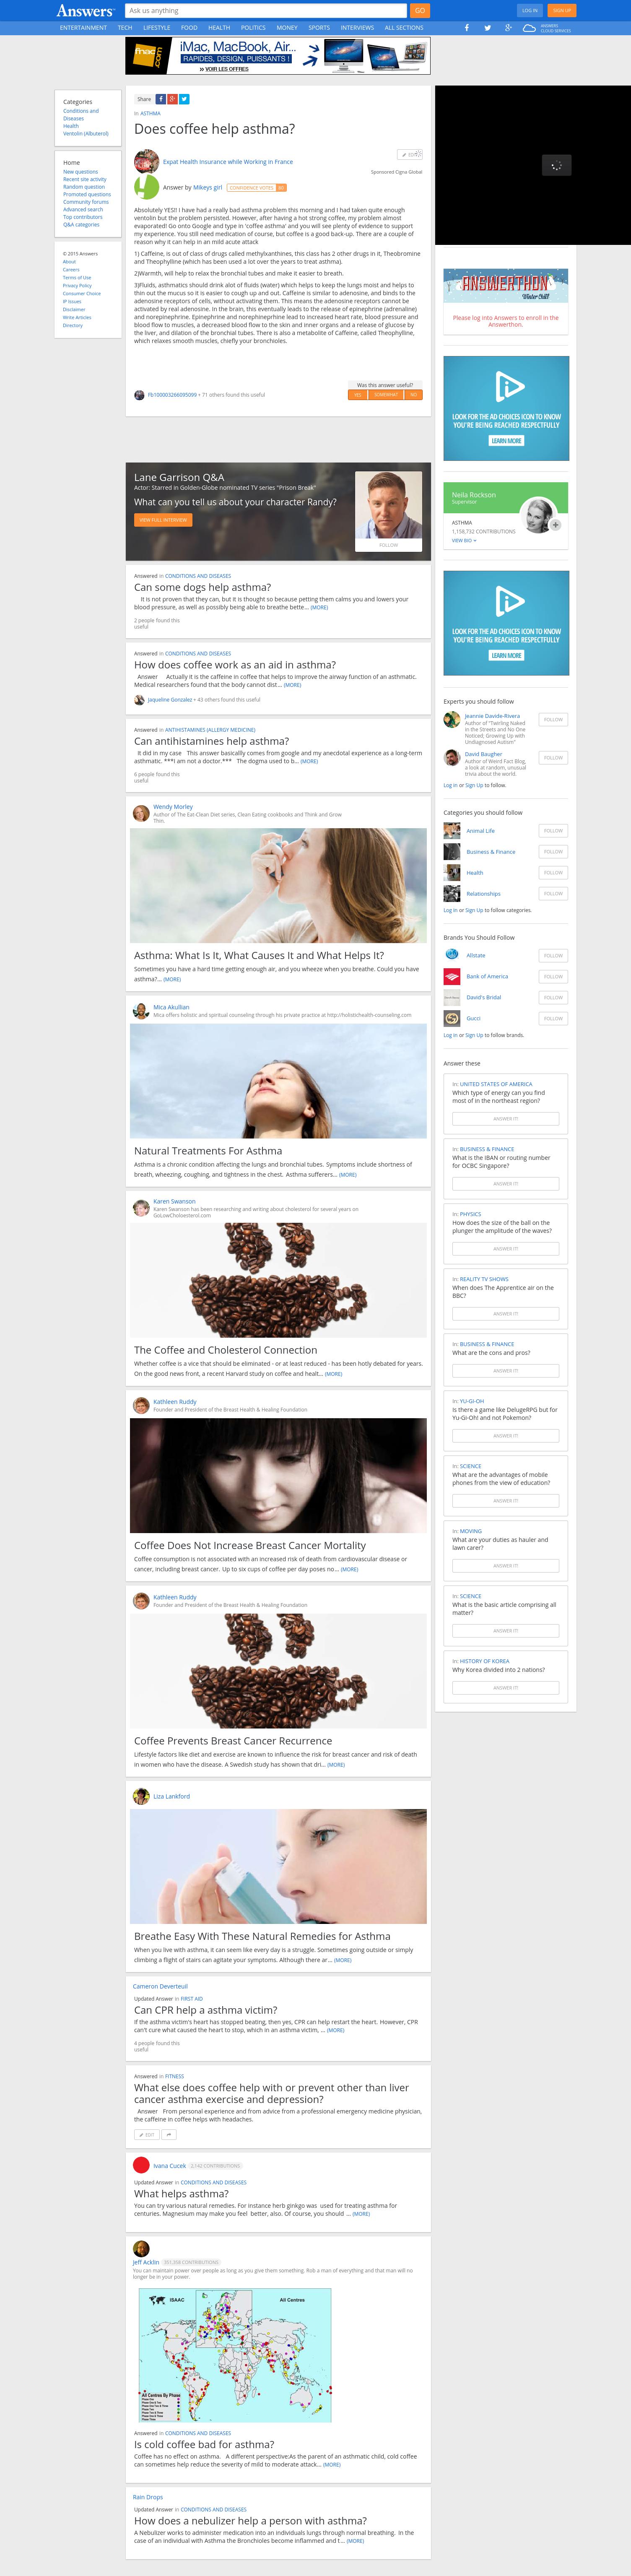 Answers
Ask us anything
GO
LOG IN
SIGN UP
ENTERTAINMENT TECH LIFESTYLE FOOD HEALTH POLITICS MONEY SPORTS INTERVIEWS ALL SECTIONS
ANSWERS
CLOUD SERVICES
fnac.com
iMac, MacBook, Air...
RAPIDES, DESIGN, PUISSANTS !
>> VOIR LES OFFRES
Categories
Conditions and
Diseases
Health
Ventolin (Albuterol)
Home
New questions
Recent site activity
Random question
Promoted questions
Community forums
Advanced search
Top contributors
Q&A categories
© 2015 Answers
About
Careers
Terms of Use
Privacy Policy
Consumer Choice
IP Issues
Disclaimer
Write Articles
Directory
Share
In ASTHMA
Does coffee help asthma?
Expat Health Insurance while Working in France
EDIT
Sponsored Cigna Global
Answer by Mikeys girl
CONFIDENCE VOTES
Absolutely YES!! I have had a really bad asthma problem this morning and I had taken quite enough
ventolin but the problem persisted. However now after having a hot strong coffee, my problem almost
evaporated! Go onto Google and type in 'coffee asthma' and you will see plenty of evidence to support
my story. You still need medication of course, but coffee is a good back-up. There are a couple of
reason why it can help in an mild acute attack
1) Caffeine, is out of class of drugs called methylxanthines, this class has 2 other drugs in it, Theobromine
and Theophylline (which has been used a lot over the years to treat asthma).
2)Warmth, will help to relax the bronchiole muscles and make it easier to breath.
3)Fluids, asthmatics should drink alot of fluids (water) which helps to keep the lungs moist and helps to
thin out the mucus so it is easier to cough up and out. Caffeine is similar to adenosine, and binds to the
receptors on the surface of heart muscle cells, so adenosine cannot be activated. Less adenosine cannot be
activated. Less adenosine, in the bronchioles, eventually leads to the release of epinephrine (adrenaline)
and norepinephrine. Epinephrine release lead to an increased heart rate, blood pressure and blood
flow to muscles, a decreased blood flow to the skin and inner organs and a release of glucose by
the liver, and dilation of the bronchioles. There is also a metabolite of Caffeine, called Theophylline,
which relaxes smooth muscles, chiefly your bronchioles.
Was this answer useful?
YES SOMEWHAT NO
Fb100003266095099 • 71 others found this useful
Lane Garrison Q&A
Actor: Starred in Golden-Globe nominated TV series "Prison Break"
What can you tell us about your character Randy?
VIEW FULL INTERVIEW
FOLLOW
Answered in CONDITIONS AND DISEASES
Can some dogs help asthma?
It is not proven that they can, but it is thought so because petting them calms you and lowers your
blood pressure, as well as possibly being able to breathe bette... (MORE)
2 people found this
useful
Answered in CONDITIONS AND DISEASES
How does coffee work as an aid in asthma?
Answer Actually it is the caffeine in coffee that helps to improve the airway function of an asthmatic.
Medical researchers found that the body cannot dist... (MORE)
Jaqueline Gonzalez • 43 others found this useful
Answered in ANTIHISTAMINES (ALLERGY MEDICINE)
Can antihistamines help asthma?
It did in my case This answer basically comes from google and my anecdotal experience as a long-term
asthmatic. ***I am not a doctor.*** The dogma used to b... (MORE)
6 people found this
useful
Wendy Morley
Author of The Eat-Clean Diet series, Clean Eating cookbooks and Think and Grow
Thin.
Asthma: What Is It, What Causes It and What Helps It?
Sometimes you have a hard time getting enough air, and you wheeze when you breathe. Could you have
asthma?... (MORE)
Mica Akullian
Mica offers holistic and spiritual counseling through his private practice at http://holistichealth-counseling.com
Natural Treatments For Asthma
Asthma is a chronic condition affecting the lungs and bronchial tubes. Symptoms include shortness of
breath, wheezing, coughing, and tightness in the chest. Asthma sufferers... (MORE)
Karen Swanson
Karen Swanson has been researching and writing about cholesterol for several years on
GoLowCholoesterol.com
The Coffee and Cholesterol Connection
Whether coffee is a vice that should be eliminated - or at least reduced - has been hotly debated for years.
On the good news front, a recent Harvard study on coffee and healt... (MORE)
Kathleen Ruddy
Founder and President of the Breast Health & Healing Foundation
Coffee Does Not Increase Breast Cancer Mortality
Coffee consumption is not associated with an increased risk of death from cardiovascular disease or
cancer, including breast cancer. Up to six cups of coffee per day poses no... (MORE)
Kathleen Ruddy
Founder and President of the Breast Health & Healing Foundation
Coffee Prevents Breast Cancer Recurrence
Lifestyle factors like diet and exercise are known to influence the risk for breast cancer and risk of death
in women who have the disease. A Swedish study has shown that dri... (MORE)
Liza Lankford
Breathe Easy With These Natural Remedies for Asthma
When you live with asthma, it can seem like every day is a struggle. Sometimes going outside or simply
climbing a flight of stairs can agitate your symptoms. Although there ar... (MORE)
Cameron Deverteuil
Updated Answer in FIRST AID
Can CPR help a asthma victim?
If the asthma victim's heart has stopped beating, then yes, CPR can help restart the heart. However, CPR
can't cure what caused the heart to stop, which in an asthma victim, ... (MORE)
4 people found this
useful
Answered in FITNESS
What else does coffee help with or prevent other than liver
cancer asthma exercise and depression?
Answer From personal experience and from advice from a professional emergency medicine physician,
the caffeine in coffee helps with headaches.
EDIT
Ivana Cucek 2,142 CONTRIBUTIONS
Updated Answer in CONDITIONS AND DISEASES
What helps asthma?
You can try various natural remedies. For instance herb ginkgo was used for treating asthma for
centuries. Magnesium may make you feel better, also. Of course, you should ... (MORE)
Jeff Acklin 351,358 CONTRIBUTIONS
You can maintain power over people as long as you give them something. Rob a man of everything and that man will no
longer be in your power.
ISAAC All Centres
All Centres By Phase
Answered in CONDITIONS AND DISEASES
Is cold coffee bad for asthma?
Coffee has no effect on asthma. A different perspective:As the parent of an asthmatic child, cold coffee
can sometimes help reduce the severity of mild to moderate attack... (MORE)
Rain Drops
Updated Answer in CONDITIONS AND DISEASES
How does a nebulizer help a person with asthma?
A Nebulizer works to administer medication into an individuals lungs through normal breathing. In the
case of an individual with Asthma the Bronchioles become inflammed and t... (MORE)
ANSWERTHON
Winter Chill!
Please log into Answers to enroll in the
Answerthon.
LOOK FOR THE AD CHOICES ICON TO KNOW
YOU'RE BEING REACHED RESPECTFULLY
LEARN MORE
Neila Rockson
Supervisor
ASTHMA
1,158,732 CONTRIBUTIONS
VIEW BIO
LOOK FOR THE AD CHOICES ICON TO KNOW
YOU'RE BEING REACHED RESPECTFULLY
LEARN MORE
Experts you should follow
Jeannie Davide-Rivera
Author of "Twirling Naked
in the Streets and No One
Noticed; Growing Up with
Undiagnosed Autism"
FOLLOW
David Baugher
Author of Weird Fact Blog,
a look at random, unusual
trivia about the world.
FOLLOW
Log in or Sign Up to follow.
Categories you should follow
Animal Life FOLLOW
Business & Finance FOLLOW
Health FOLLOW
Relationships FOLLOW
Log in or Sign Up to follow categories.
Brands You Should Follow
Allstate FOLLOW
Bank of America FOLLOW
David's Bridal FOLLOW
Gucci FOLLOW
Log in or Sign Up to follow brands.
Answer these
In: UNITED STATES OF AMERICA
Which type of energy can you find
most of in the northeast region?
ANSWER IT!
In: BUSINESS & FINANCE
What is the IBAN or routing number
for OCBC Singapore?
ANSWER IT!
In: PHYSICS
How does the size of the ball on the
plunger the amplitude of the waves?
ANSWER IT!
In: REALITY TV SHOWS
When does The Apprentice air on the
BBC?
ANSWER IT!
In: BUSINESS & FINANCE
What are the cons and pros?
ANSWER IT!
In: YU-GI-OH
Is there a game like DelugeRPG but for
Yu-Gi-Oh! and not Pokemon?
ANSWER IT!
In: SCIENCE
What are the advantages of mobile
phones from the view of education?
ANSWER IT!
In: MOVING
What are your duties as hauler and
lawn carer?
ANSWER IT!
In: SCIENCE
What is the basic article comprising all
matter?
ANSWER IT!
In: HISTORY OF KOREA
Why Korea divided into 2 nations?
ANSWER IT!